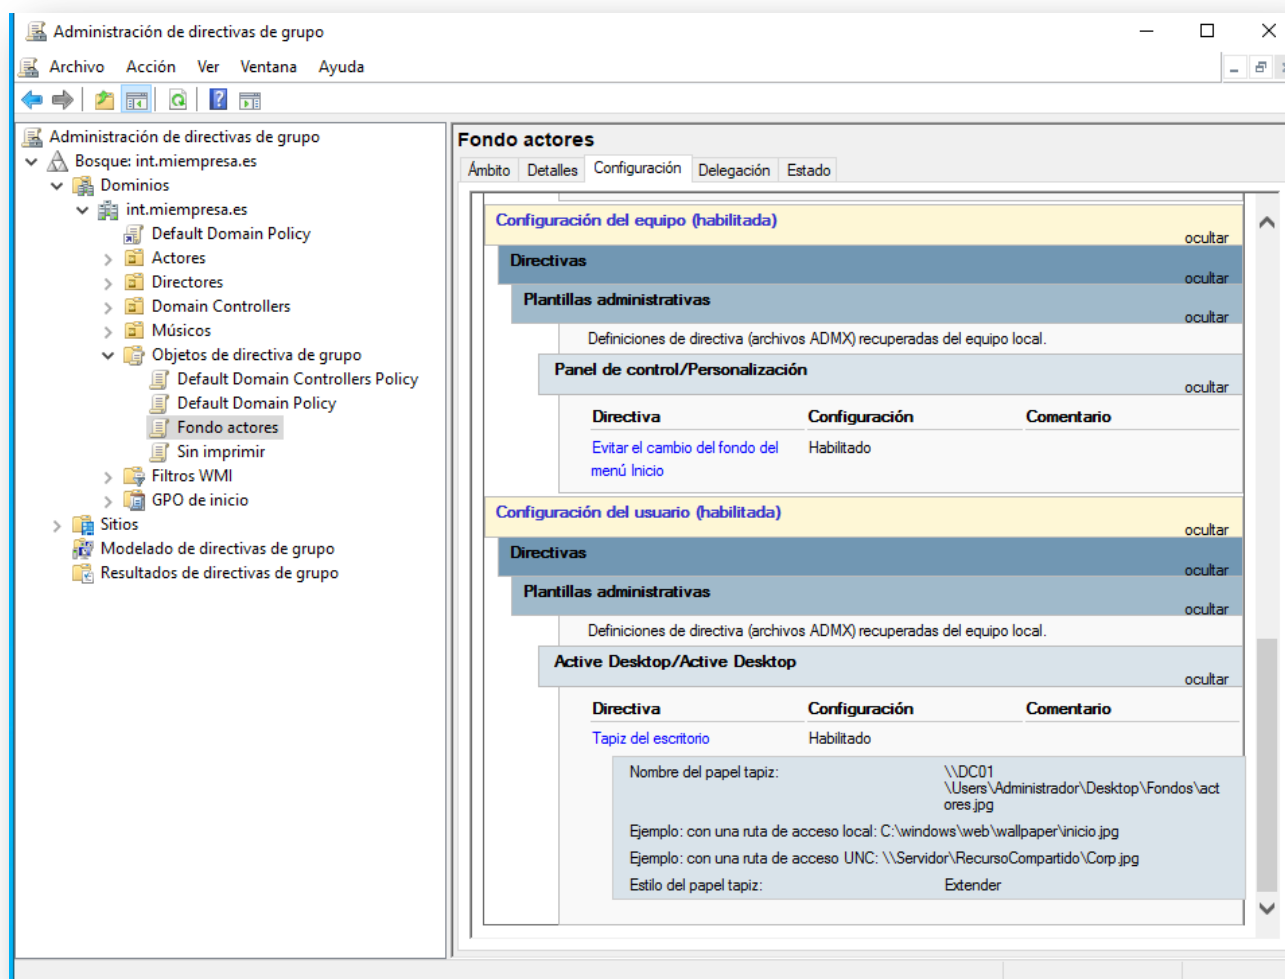 Administración de directivas de grupo
Archivo Acción Ver Ventana Ayuda
Administración de directivas de grupo
Bosque: int.miempresa.es
Dominios
int.miempresa.es
Default Domain Policy
Actores
Directores
Domain Controllers
Músicos
Objetos de directiva de grupo
Default Domain Controllers Policy
Default Domain Policy
Fondo actores
Sin imprimir
Filtros WMI
GPO de inicio
Sitios
Modelado de directivas de grupo
Resultados de directivas de grupo
Fondo actores
Ámbito Detalles Configuración Delegación Estado
Configuración del equipo (habilitada)
ocultar
Directivas
ocultar
Plantillas administrativas
ocultar
Definiciones de directiva (archivos ADMX) recuperadas del equipo local.
Panel de control/Personalización
ocultar
Directiva Configuración Comentario
Evitar el cambio del fondo del Habilitado
menú Inicio
Configuración del usuario (habilitada)
ocultar
Directivas
ocultar
Plantillas administrativas
ocultar
Definiciones de directiva (archivos ADMX) recuperadas del equipo local.
Active Desktop/Active Desktop
ocultar
Directiva Configuración Comentario
Tapiz del escritorio Habilitado
Nombre del papel tapiz: \\DC01
\Users\Administrador\Desktop\Fondos\act
ores.jpg
Ejemplo: con una ruta de acceso local: C:\windows\web\wallpaper\inicio.jpg
Ejemplo: con una ruta de acceso UNC: \\Servidor\RecursoCompartido\Corp.jpg
Estilo del papel tapiz: Extender